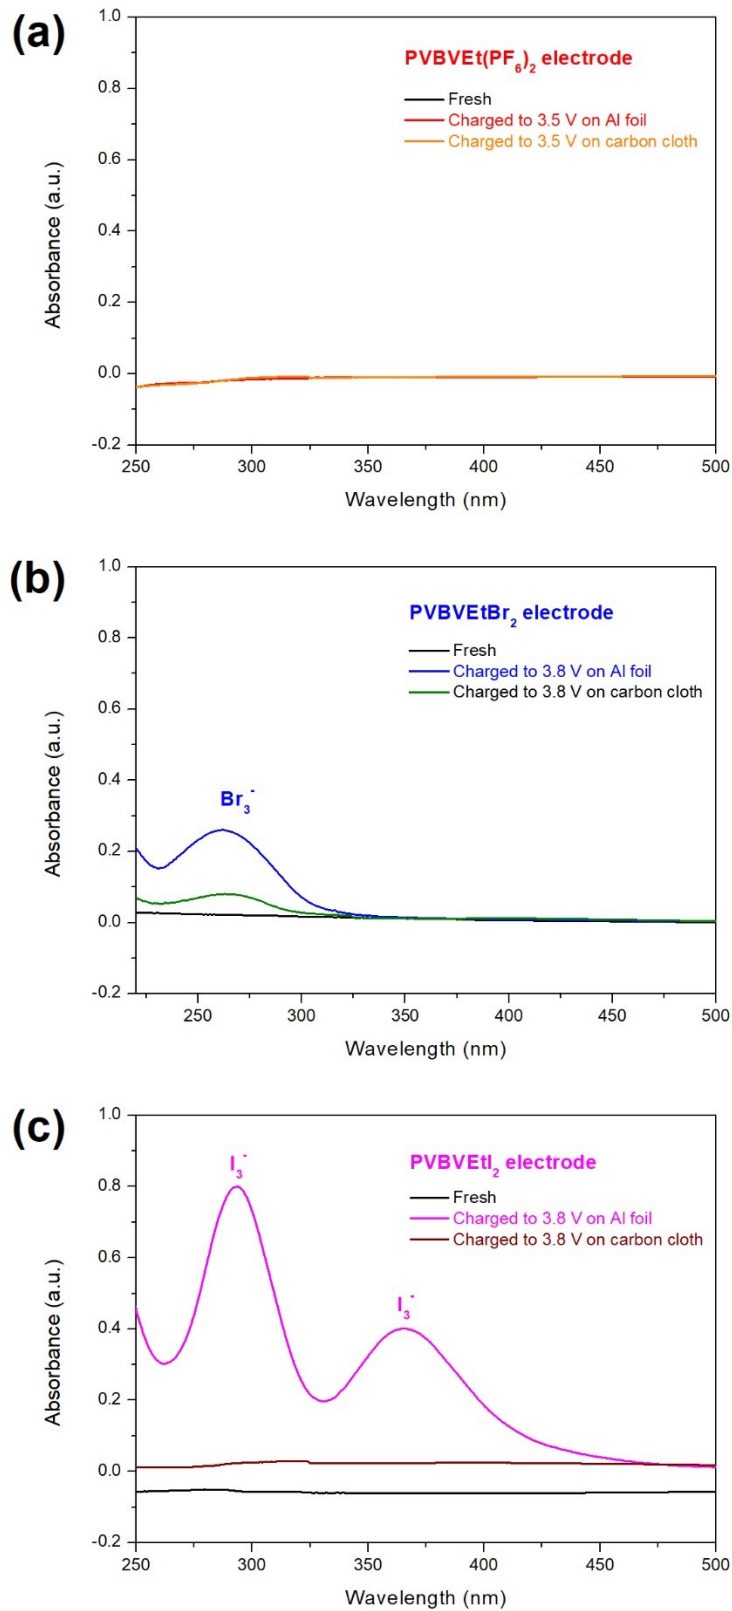 (a)
PVBVEt(PF₆)₂ electrode
Fresh
Charged to 3.5 V on Al foil
Charged to 3.5 V on carbon cloth
1.0
0.8
0.6
0.4
0.2
0.0
-0.2
Absorbance (a.u.)
250 300 350 400 450 500
Wavelength (nm)
(b)
PVBVEtBr₂ electrode
Fresh
Charged to 3.8 V on Al foil
Charged to 3.8 V on carbon cloth
Br₃⁻
1.0
0.8
0.6
0.4
0.2
0.0
-0.2
Absorbance (a.u.)
250 300 350 400 450 500
Wavelength (nm)
(c)
PVBVEtI₂ electrode
Fresh
Charged to 3.8 V on Al foil
Charged to 3.8 V on carbon cloth
I₃⁻
I₃⁻
1.0
0.8
0.6
0.4
0.2
0.0
-0.2
Absorbance (a.u.)
250 300 350 400 450 500
Wavelength (nm)